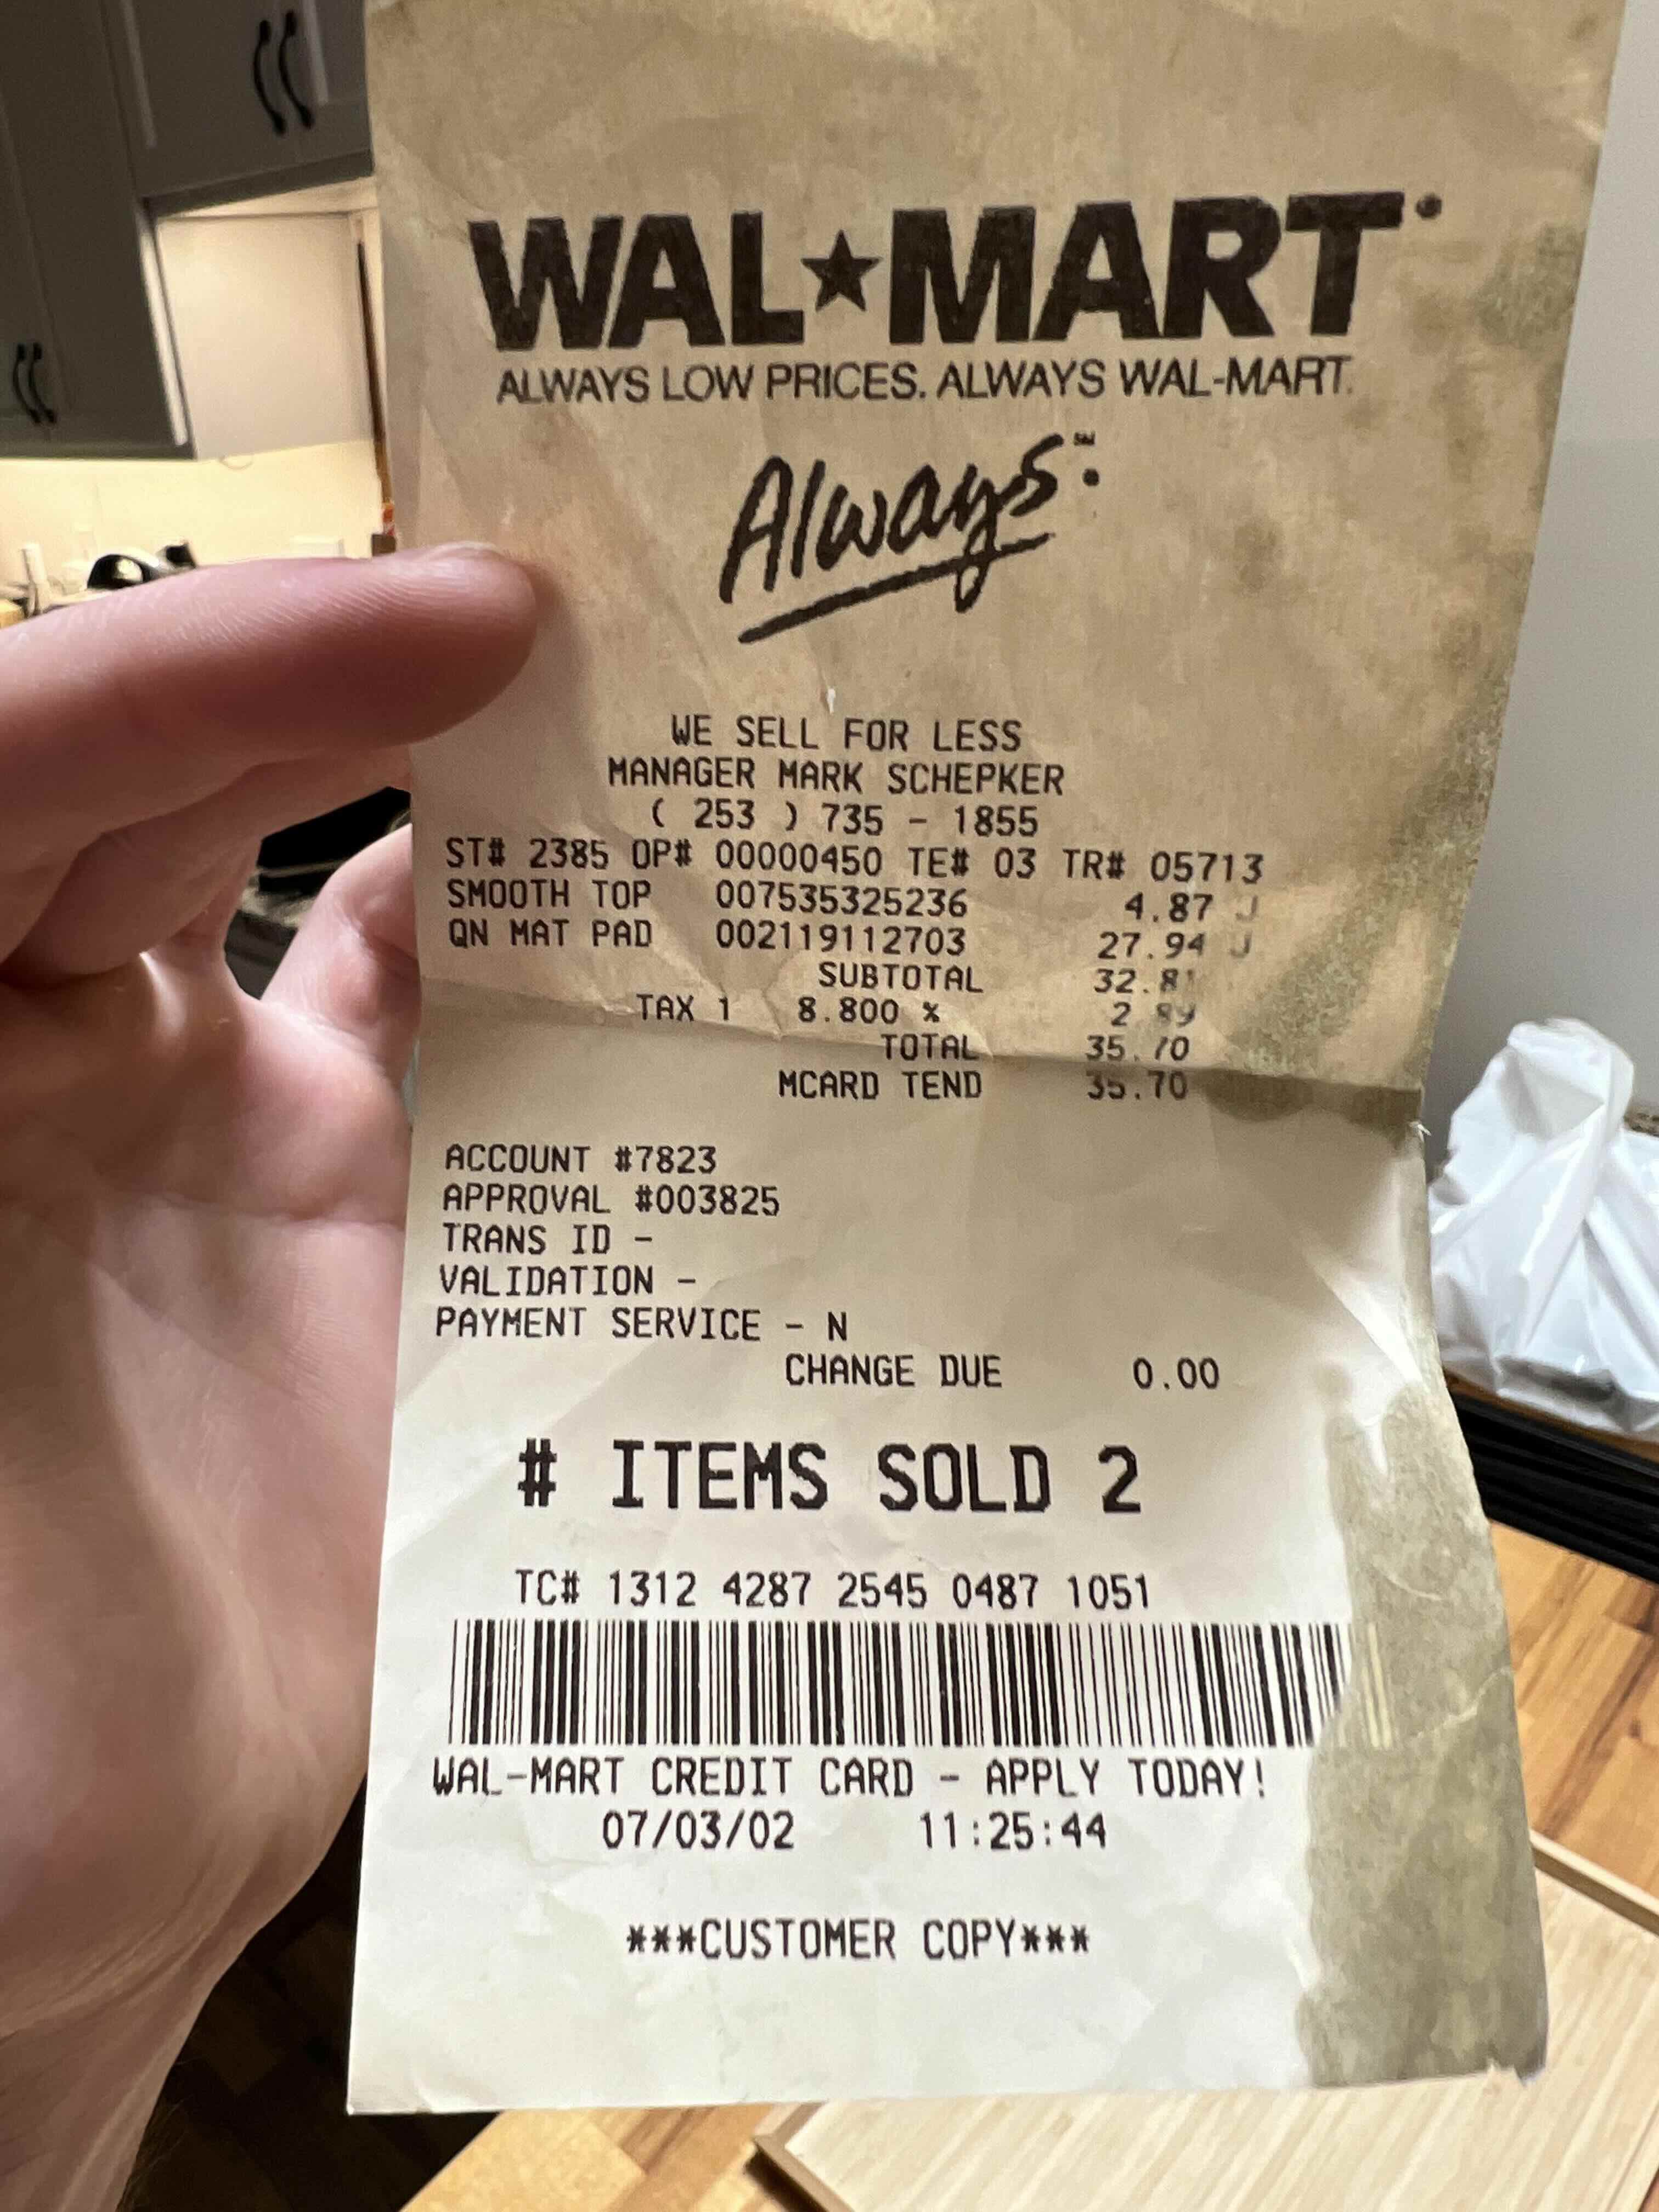 WAL★MART®
ALWAYS LOW PRICES. ALWAYS WAL-MART.
Always℠.
WE SELL FOR LESS
MANAGER MARK SCHEPKER
( 253 ) 735 - 1855
ST# 2385 OP# 00000450 TE# 03 TR# 05713
SMOOTH TOP 007535325236 4.87 J
QN MAT PAD 002119112703 27.94 J
SUBTOTAL 32.81
TAX 1 8.800 % 2.89
TOTAL 35.70
MCARD TEND 35.70
ACCOUNT #7823
APPROVAL #003825
TRANS ID -
VALIDATION -
PAYMENT SERVICE - N
CHANGE DUE 0.00
# ITEMS SOLD 2
TC# 1312 4287 2545 0487 1051
WAL-MART CREDIT CARD - APPLY TODAY!
07/03/02 11:25:44
***CUSTOMER COPY***